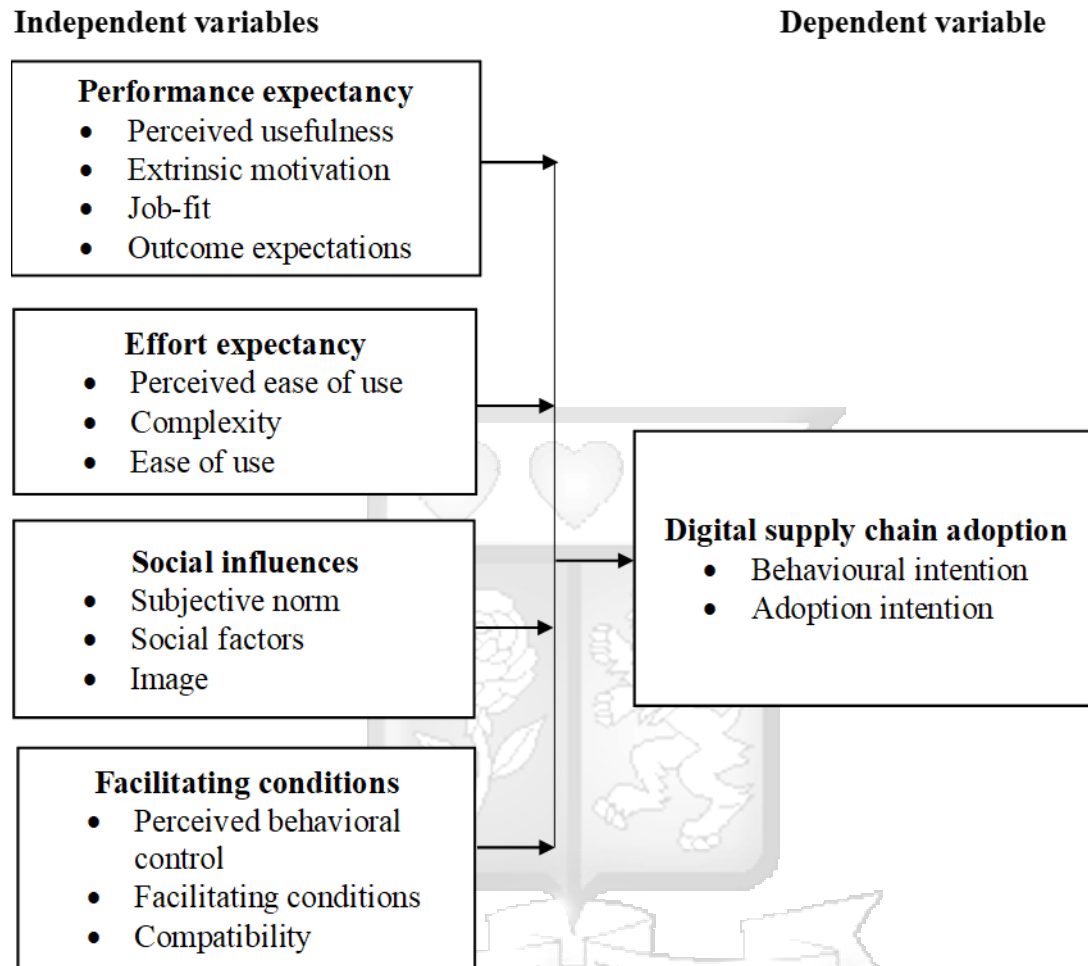 Independent variables
Dependent variable
Performance expectancy
• Perceived usefulness
• Extrinsic motivation
• Job-fit
• Outcome expectations
Effort expectancy
• Perceived ease of use
• Complexity
• Ease of use
Social influences
• Subjective norm
• Social factors
• Image
Facilitating conditions
• Perceived behavioral
control
• Facilitating conditions
• Compatibility
Digital supply chain adoption
• Behavioural intention
• Adoption intention